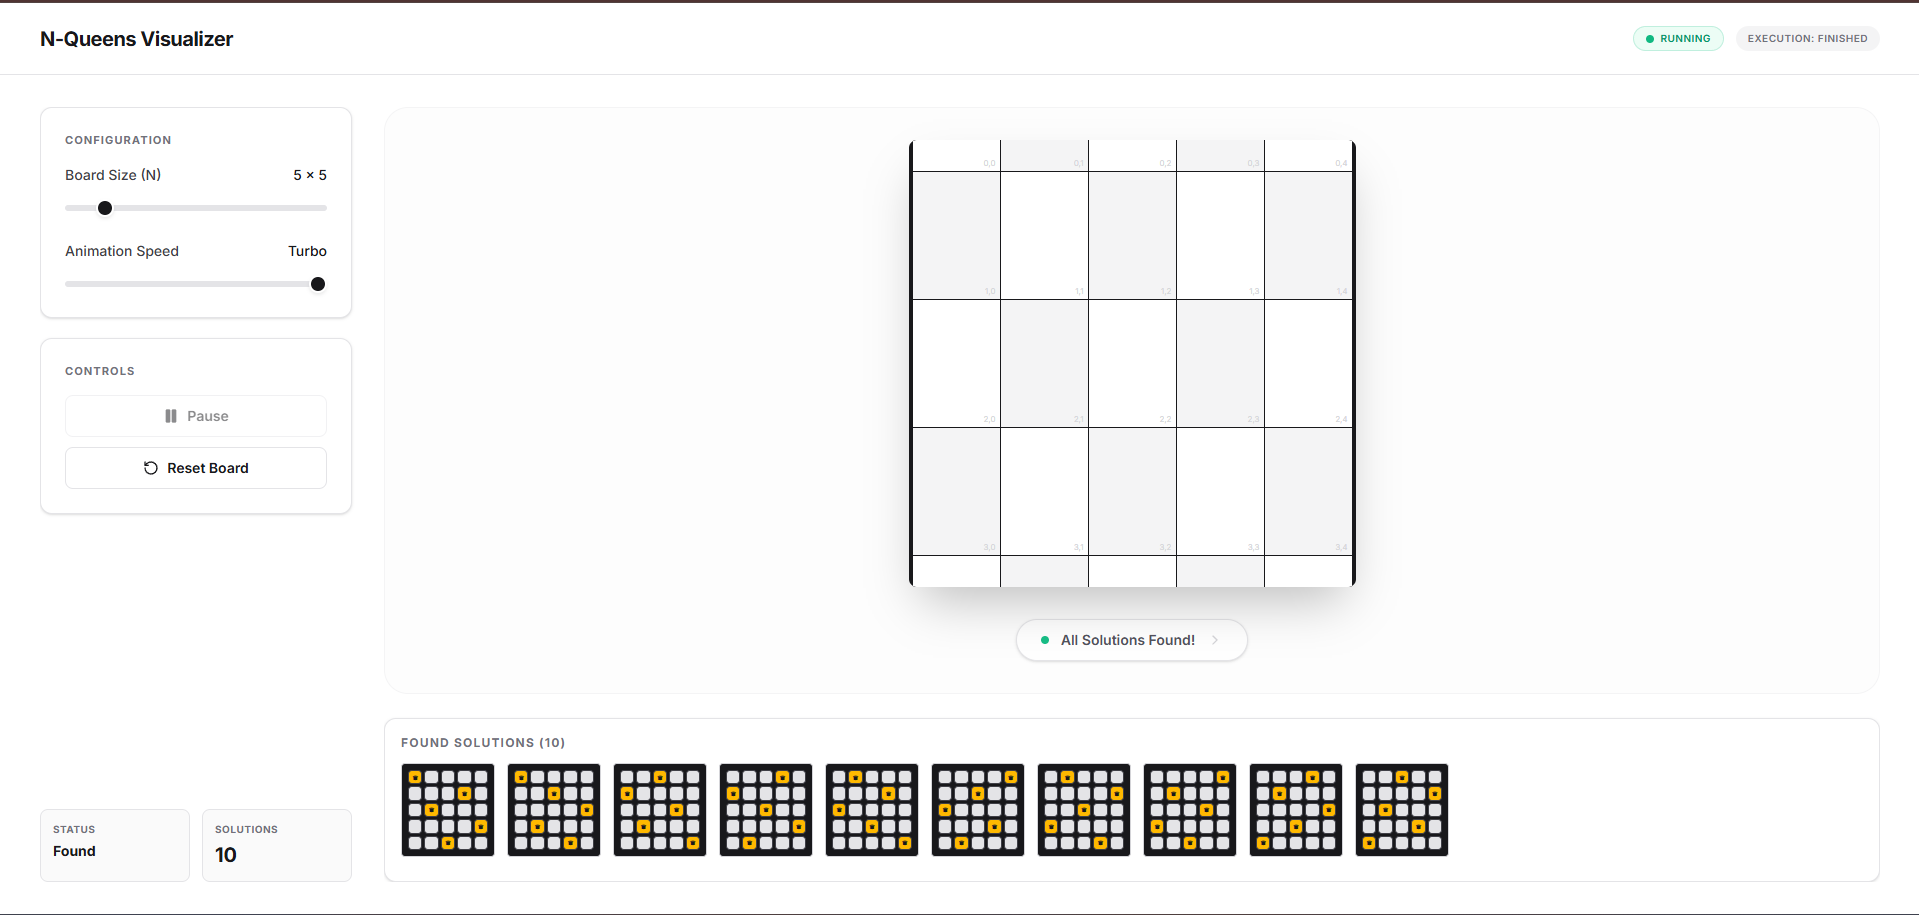 N-Queens Visualizer
RUNNING
EXECUTION: FINISHED
CONFIGURATION
Board Size (N) 5 × 5
Animation Speed Turbo
CONTROLS
Pause
Reset Board
STATUS
Found
SOLUTIONS
10
0,0 0,1 0,2 0,3 0,4
1,0 1,1 1,2 1,3 1,4
2,0 2,1 2,2 2,3 2,4
3,0 3,1 3,2 3,3 3,4
All Solutions Found!
FOUND SOLUTIONS (10)